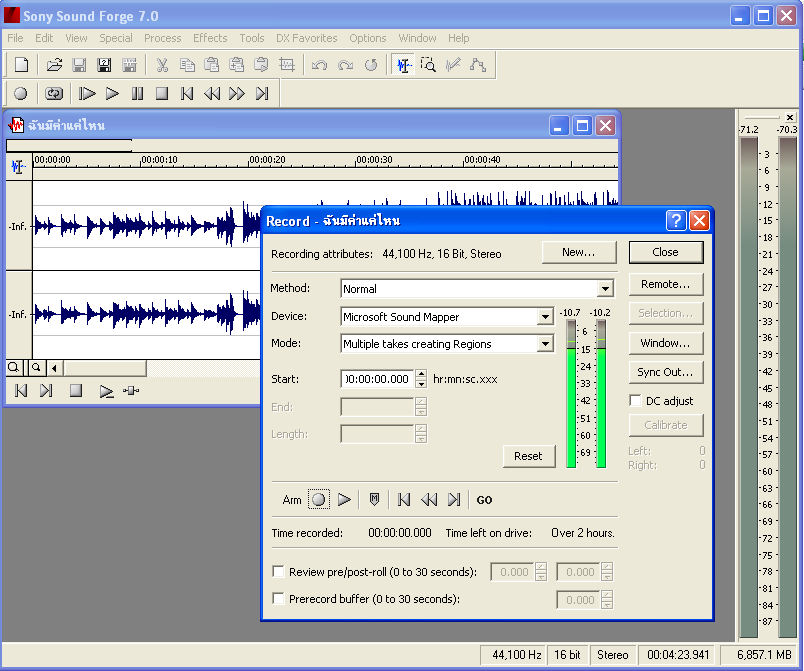 Sony Sound Forge 7.0
File Edit View Special Process Effects Tools DX Favorites Options Window Help
ฉันมีค่าแค่ไหน
-71.2 -70.3
00:00:00 00:00:10 00:00:20 00:00:30 00:00:40
-Inf.
-Inf.
3
6
9
12
15
18
21
24
27
30
33
36
39
42
45
48
51
54
57
60
63
66
69
72
75
78
81
84
87
Record - ฉันมีค่าแค่ไหน
Recording attributes: 44,100 Hz, 16 Bit, Stereo
New...
Close
Method: Normal
Remote...
Device: Microsoft Sound Mapper
-10.7 -10.2
Selection...
Mode: Multiple takes creating Regions
Window...
6
15
24
33
42
51
60
69
Start: 00:00:00.000 hr:mn:sc.xxx
Sync Out...
End:
DC adjust
Length:
Calibrate
Reset
Left: 0
Right: 0
Arm M GO
Time recorded: 00:00:00.000 Time left on drive: Over 2 hours.
Review pre/post-roll (0 to 30 seconds): 0.000 0.000
Prerecord buffer (0 to 30 seconds): 0.000
44,100 Hz 16 bit Stereo 00:04:23.941 6,857.1 MB